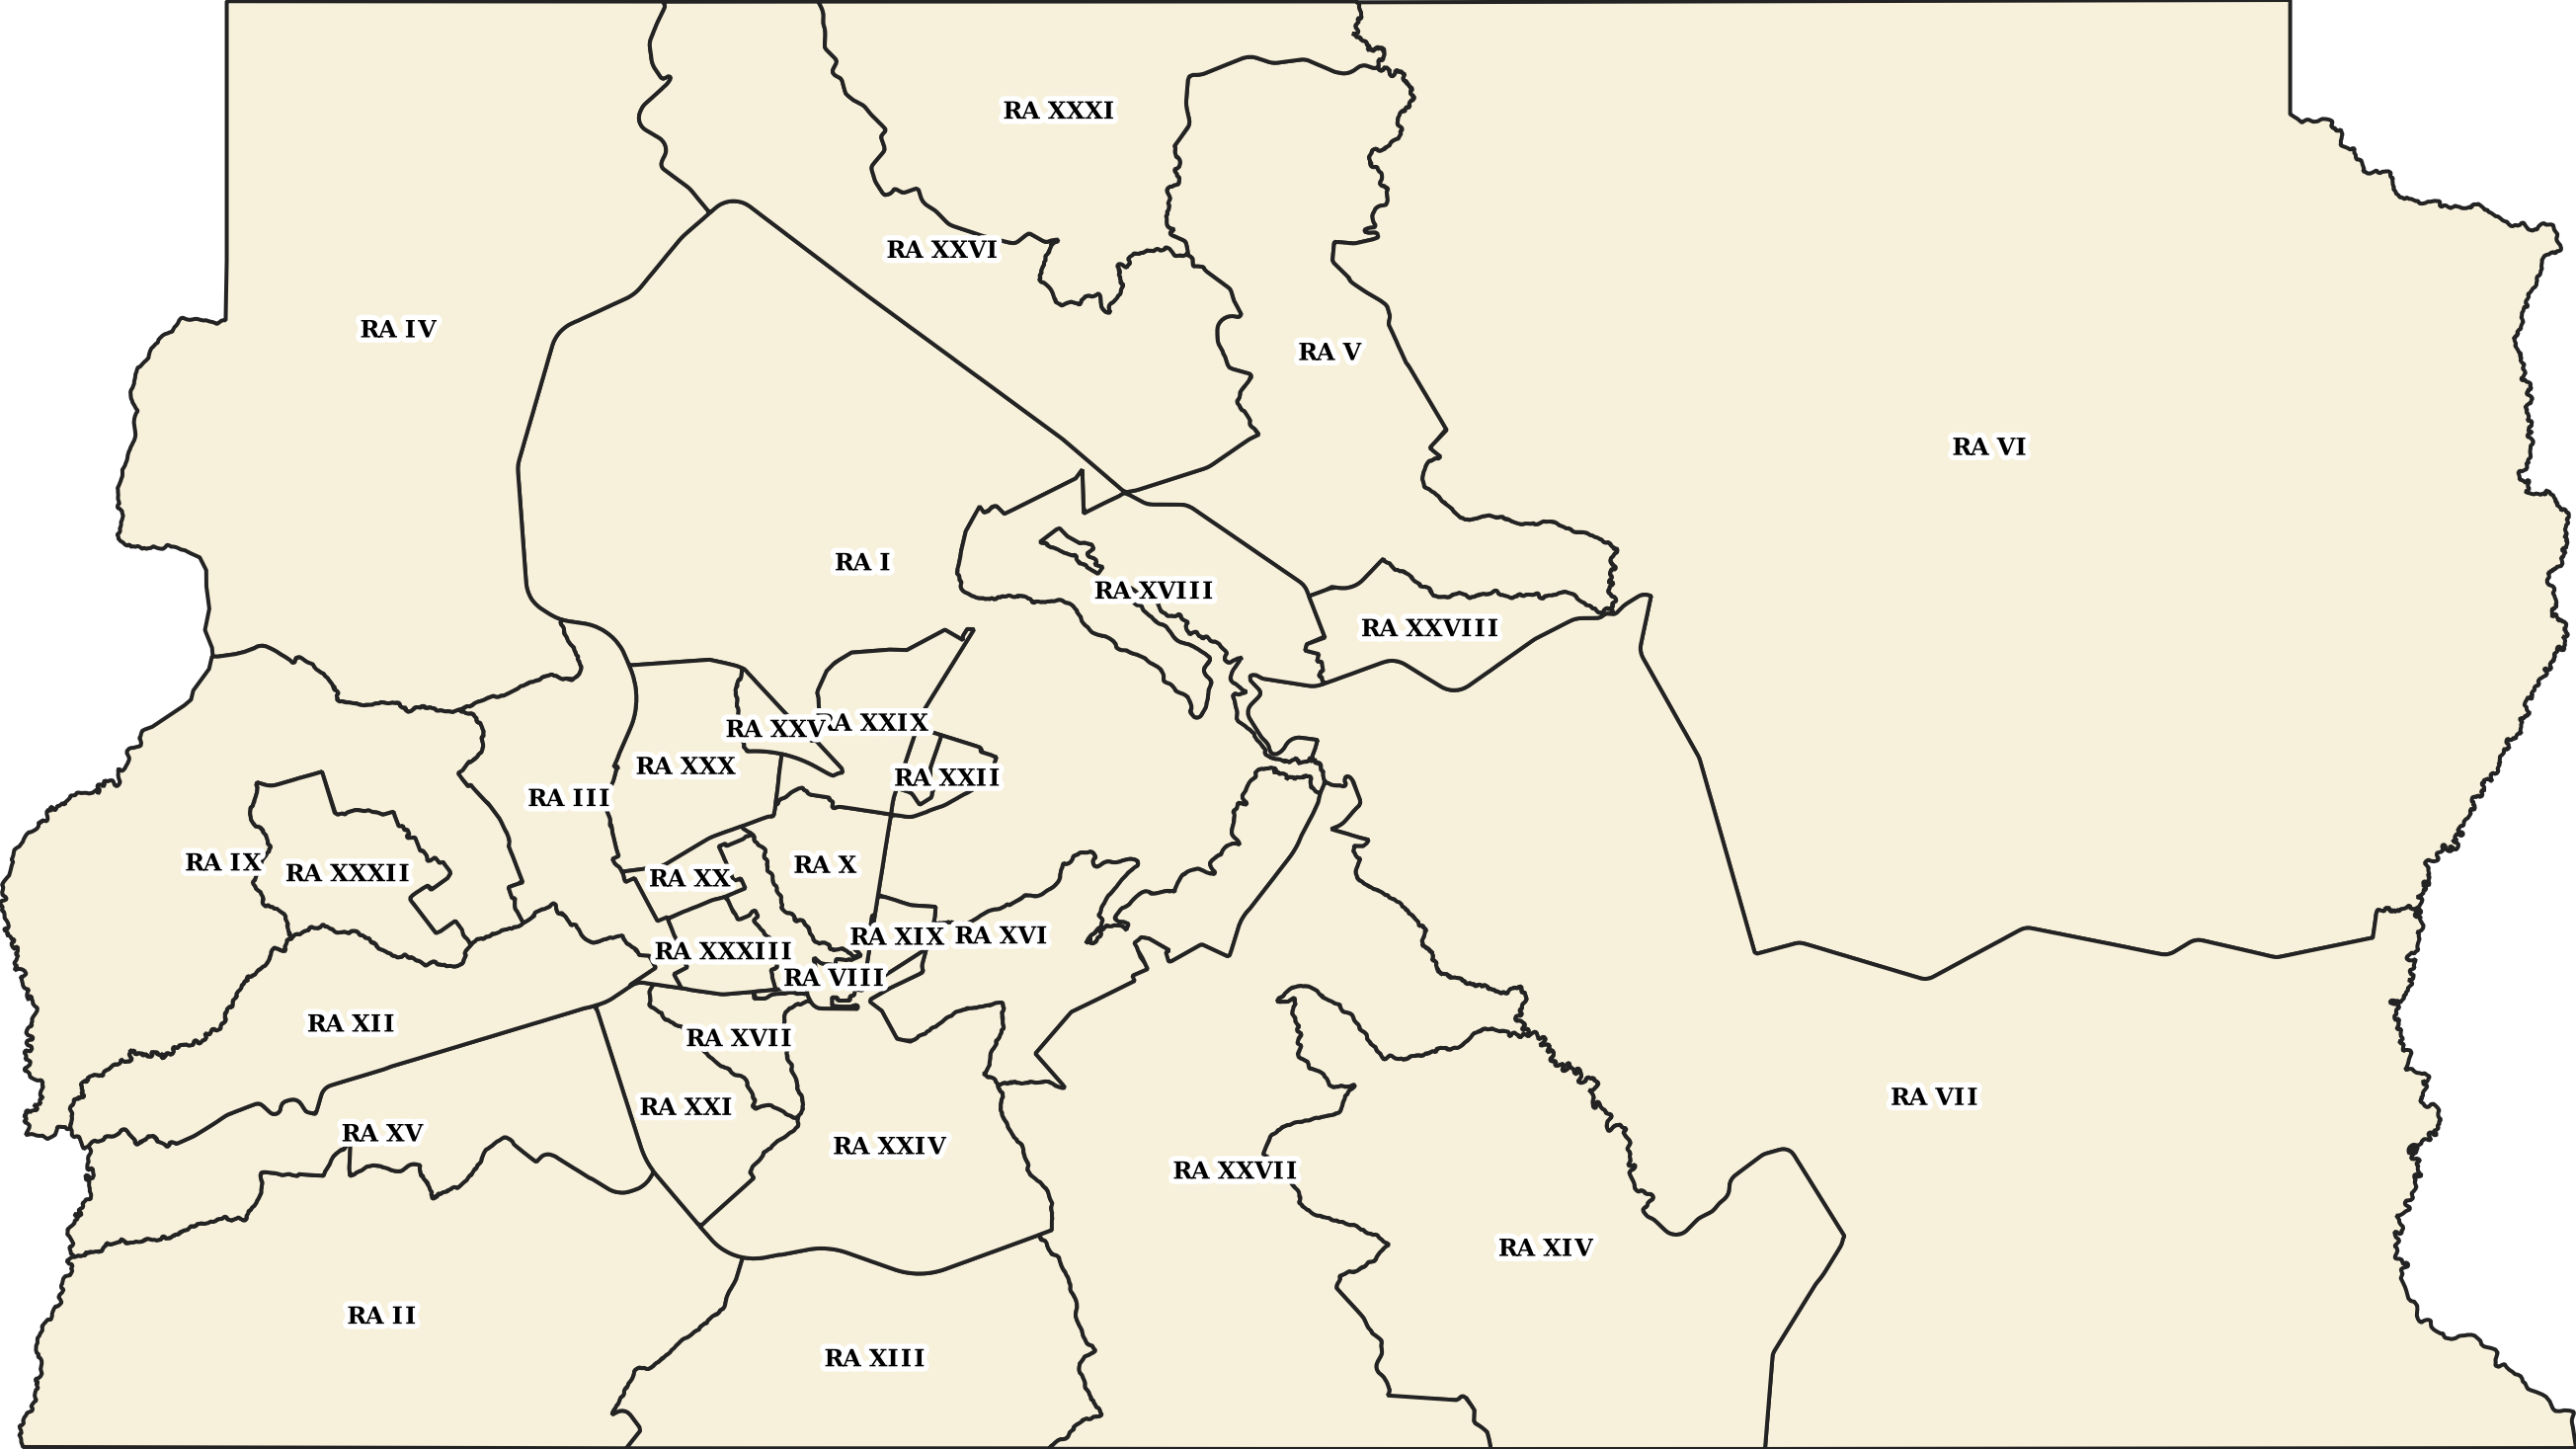 RA XXXI
RA XXVI
RA IV
RA V
RA VI
RA I
RA XVIII
RA XXVIII
RA XXV
RA XXIX
RA XXX
RA XXII
RA III
RA IX
RA XXXII
RA X
RA XX
RA XIX
RA XVI
RA XXXIII
RA VIII
RA XII
RA XVII
RA VII
RA XXI
RA XV
RA XXIV
RA XXVII
RA XIV
RA II
RA XIII